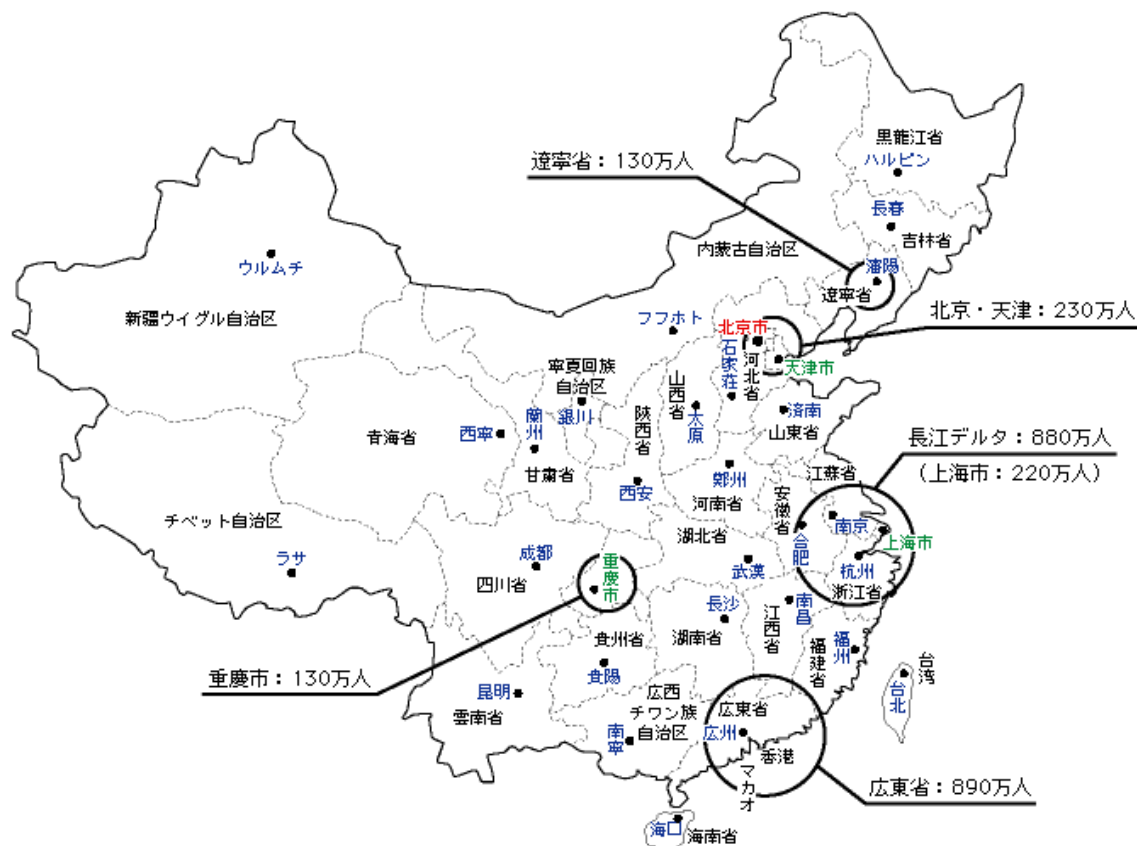 黒龍江省
ハルピン
遼寧省：130万人
長春
吉林省
内蒙古自治区
瀋陽
遼寧省
ウルムチ
新疆ウイグル自治区
フフホト
北京市
北京・天津：230万人
石家荘
河北省
天津市
寧夏回族
自治区
銀川
山西省
太原
陝西省
済南
山東省
青海省
西寧
蘭州
甘粛省
長江デルタ：880万人
（上海市：220万人）
江蘇省
西安
鄭州
河南省
安徽省
南京
上海市
合肥
杭州
浙江省
チベット自治区
ラサ
成都
四川省
重慶市
湖北省
武漢
長沙
湖南省
南昌
江西省
福州
福建省
貴州省
貴陽
重慶市：130万人
昆明
雲南省
広西
チワン族
自治区
南寧
広東省
広州
香港
マカオ
台湾
台北
広東省：890万人
海口
海南省